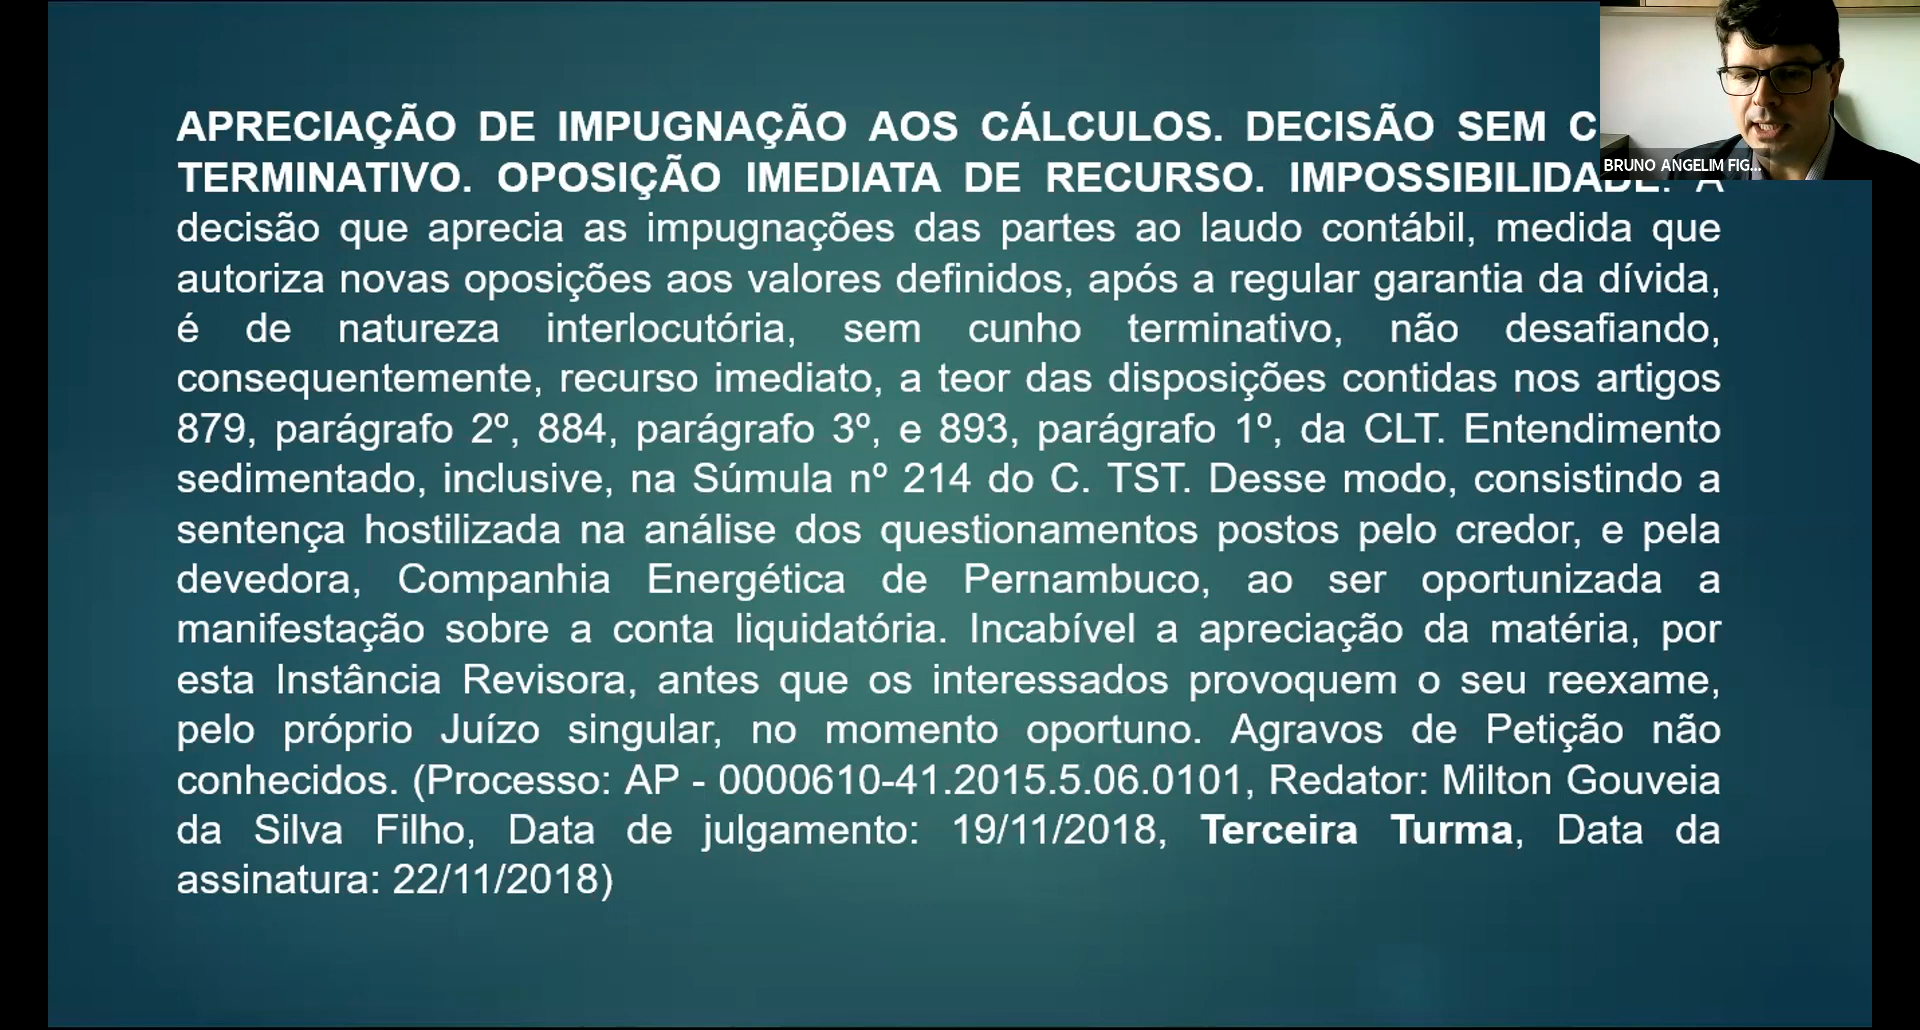 APRECIAÇÃO DE IMPUGNAÇÃO AOS CÁLCULOS. DECISÃO SEM C
TERMINATIVO. OPOSIÇÃO IMEDIATA DE RECURSO. IMPOSSIBILIDADE. A
decisão que aprecia as impugnações das partes ao laudo contábil, medida que
autoriza novas oposições aos valores definidos, após a regular garantia da dívida,
é de natureza interlocutória, sem cunho terminativo, não desafiando,
consequentemente, recurso imediato, a teor das disposições contidas nos artigos
879, parágrafo 2º, 884, parágrafo 3º, e 893, parágrafo 1º, da CLT. Entendimento
sedimentado, inclusive, na Súmula nº 214 do C. TST. Desse modo, consistindo a
sentença hostilizada na análise dos questionamentos postos pelo credor, e pela
devedora, Companhia Energética de Pernambuco, ao ser oportunizada a
manifestação sobre a conta liquidatória. Incabível a apreciação da matéria, por
esta Instância Revisora, antes que os interessados provoquem o seu reexame,
pelo próprio Juízo singular, no momento oportuno. Agravos de Petição não
conhecidos. (Processo: AP - 0000610-41.2015.5.06.0101, Redator: Milton Gouveia
da Silva Filho, Data de julgamento: 19/11/2018, Terceira Turma, Data da
assinatura: 22/11/2018)
BRUNO ANGELIM FIG...